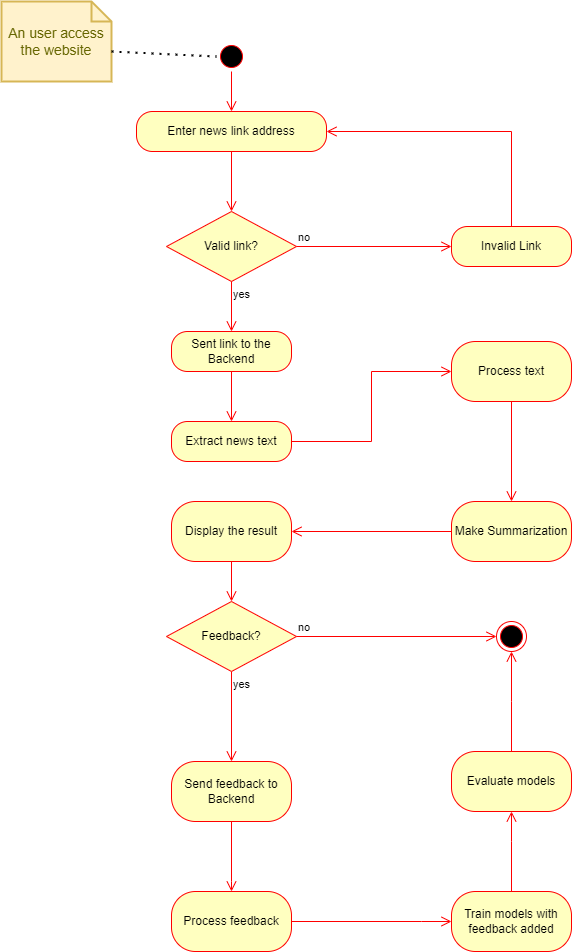 An user access
the website
Enter news link address
Valid link?
no
Invalid Link
yes
Sent link to the
Backend
Process text
Extract news text
Display the result
Make Summarization
Feedback?
no
yes
Send feedback to
Backend
Evaluate models
Process feedback
Train models with
feedback added